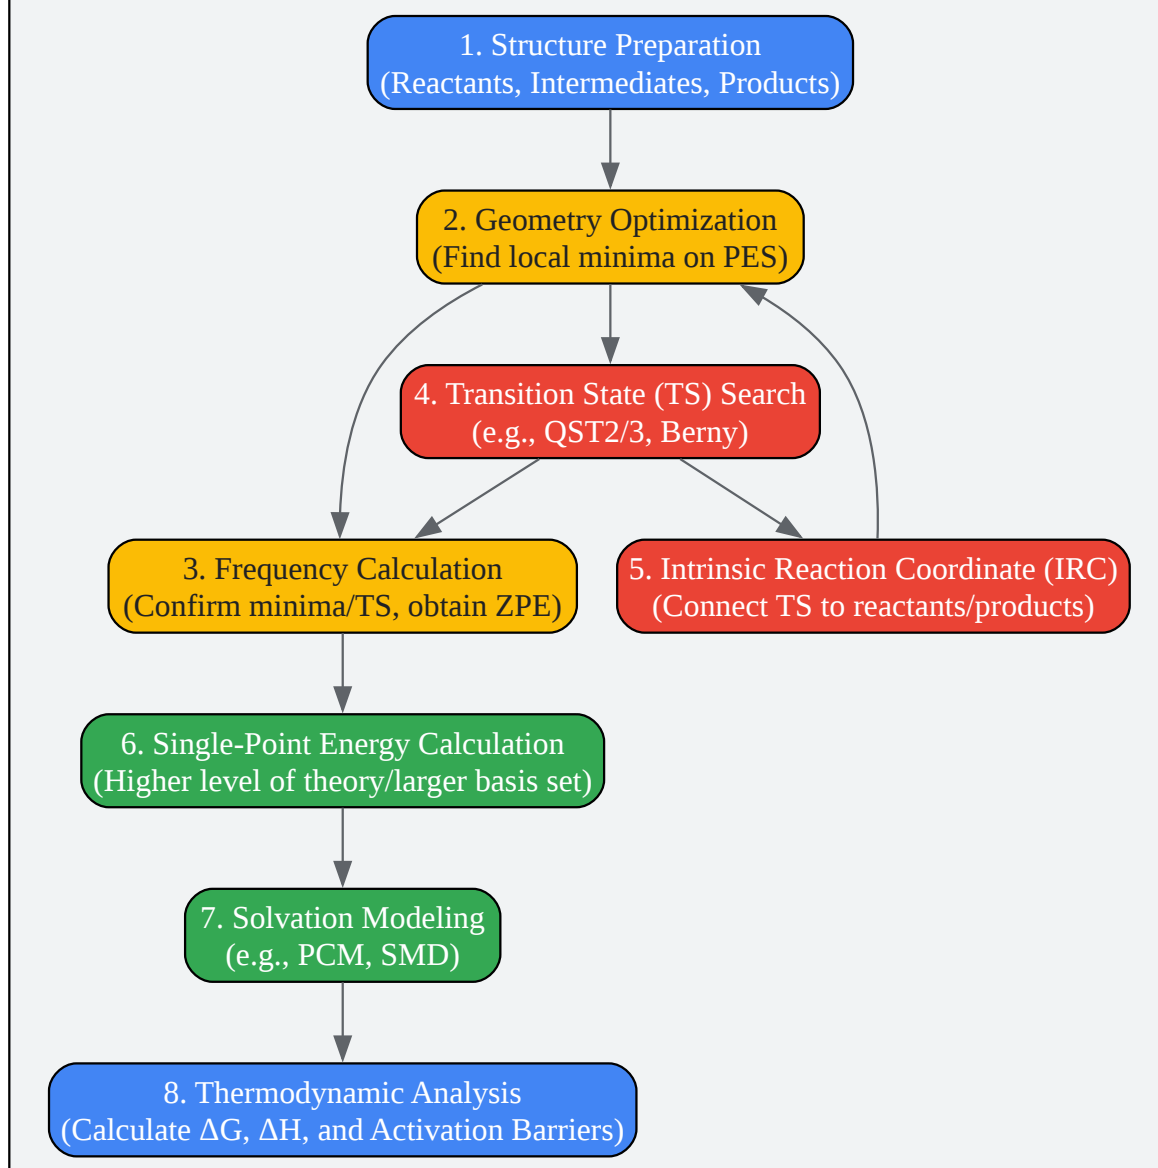 1. Structure Preparation
(Reactants, Intermediates, Products)
2. Geometry Optimization
(Find local minima on PES)
4. Transition State (TS) Search
(e.g., QST2/3, Berny)
3. Frequency Calculation
(Confirm minima/TS, obtain ZPE)
5. Intrinsic Reaction Coordinate (IRC)
(Connect TS to reactants/products)
6. Single-Point Energy Calculation
(Higher level of theory/larger basis set)
7. Solvation Modeling
(e.g., PCM, SMD)
8. Thermodynamic Analysis
(Calculate ΔG, ΔH, and Activation Barriers)